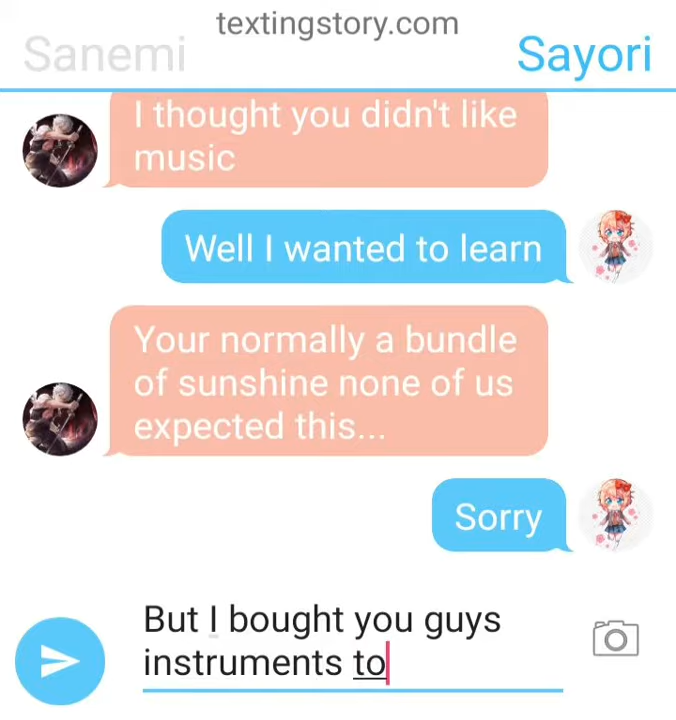 textingstory.com
Sanemi
Sayori
I thought you didn't like
music
Well I wanted to learn
Your normally a bundle
of sunshine none of us
expected this...
Sorry
But I bought you guys
instruments to